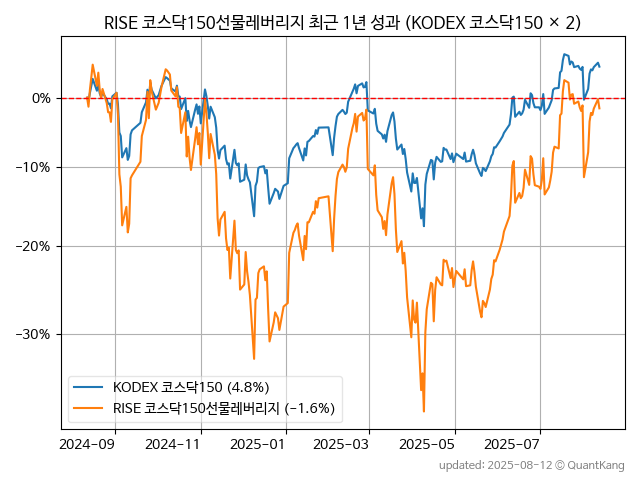 RISE 코스닥150선물레버리지 최근 1년 성과 (KODEX 코스닥150 × 2)
0%
−10%
−20%
−30%
KODEX 코스닥150 (4.8%)
RISE 코스닥150선물레버리지 (−1.6%)
2024-09
2024-11
2025-01
2025-03
2025-05
2025-07
updated: 2025-08-12 © QuantKang